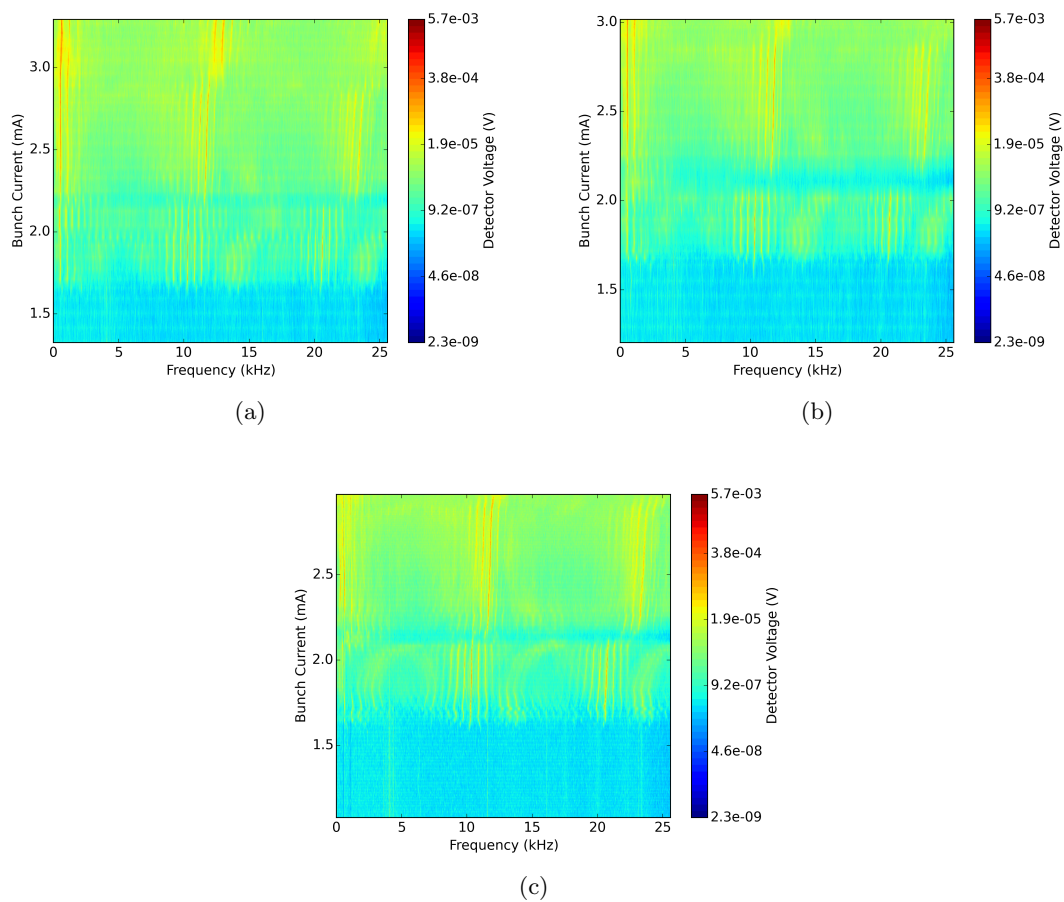 5.7e-03
3.8e-04
1.9e-05
9.2e-07
4.6e-08
2.3e-09
Detector Voltage (V)
3.0
2.5
2.0
1.5
Bunch Current (mA)
0 5 10 15 20 25
Frequency (kHz)
(a)
5.7e-03
3.8e-04
1.9e-05
9.2e-07
4.6e-08
2.3e-09
Detector Voltage (V)
3.0
2.5
2.0
1.5
Bunch Current (mA)
0 5 10 15 20 25
Frequency (kHz)
(b)
5.7e-03
3.8e-04
1.9e-05
9.2e-07
4.6e-08
2.3e-09
Detector Voltage (V)
2.5
2.0
1.5
Bunch Current (mA)
0 5 10 15 20 25
Frequency (kHz)
(c)